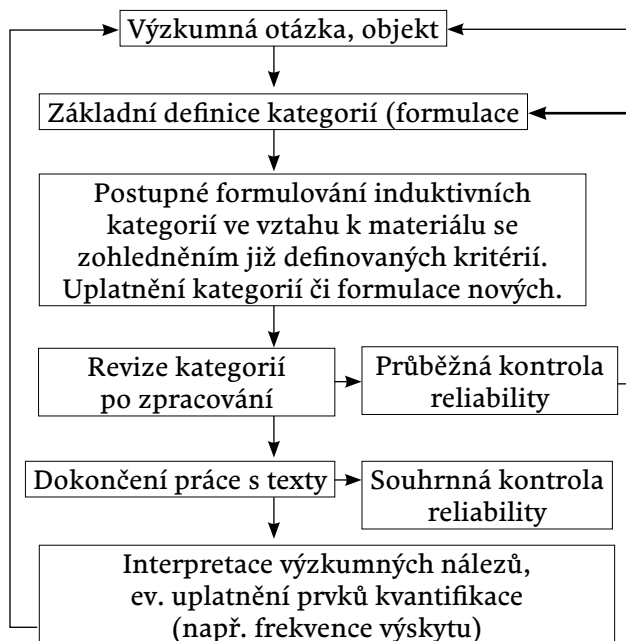 Výzkumná otázka, objekt
Základní definice kategorií (formulace
Postupné formulování induktivních
kategorií ve vztahu k materiálu se
zohledněním již definovaných kritérií.
Uplatnění kategorií či formulace nových.
Revize kategorií
po zpracování
Průběžná kontrola
reliability
Dokončení práce s texty
Souhrnná kontrola
reliability
Interpretace výzkumných nálezů,
ev. uplatnění prvků kvantifikace
(např. frekvence výskytu)